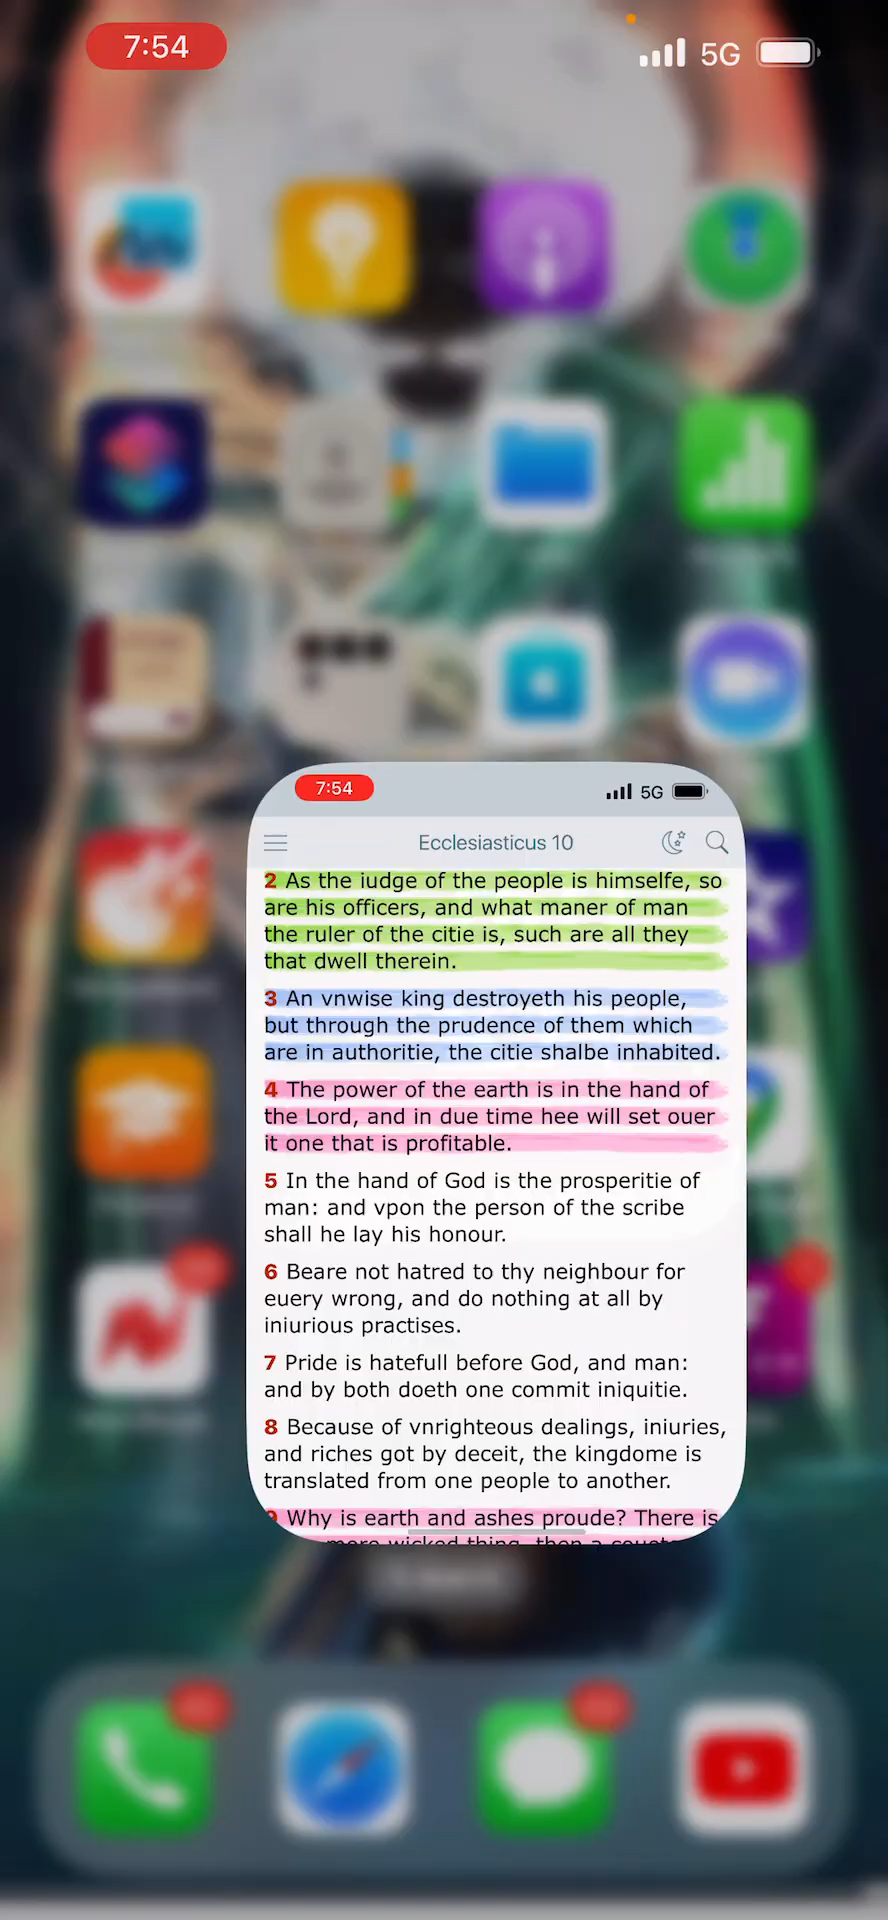 7:54
5G
7:54
5G
Ecclesiasticus 10
2 As the iudge of the people is himselfe, so
are his officers, and what maner of man
the ruler of the citie is, such are all they
that dwell therein.
3 An vnwise king destroyeth his people,
but through the prudence of them which
are in authoritie, the citie shalbe inhabited.
4 The power of the earth is in the hand of
the Lord, and in due time hee will set ouer
it one that is profitable.
5 In the hand of God is the prosperitie of
man: and vpon the person of the scribe
shall he lay his honour.
6 Beare not hatred to thy neighbour for
euery wrong, and do nothing at all by
iniurious practises.
7 Pride is hatefull before God, and man:
and by both doeth one commit iniquitie.
8 Because of vnrighteous dealings, iniuries,
and riches got by deceit, the kingdome is
translated from one people to another.
9 Why is earth and ashes proude? There is
more wicked thing, then a